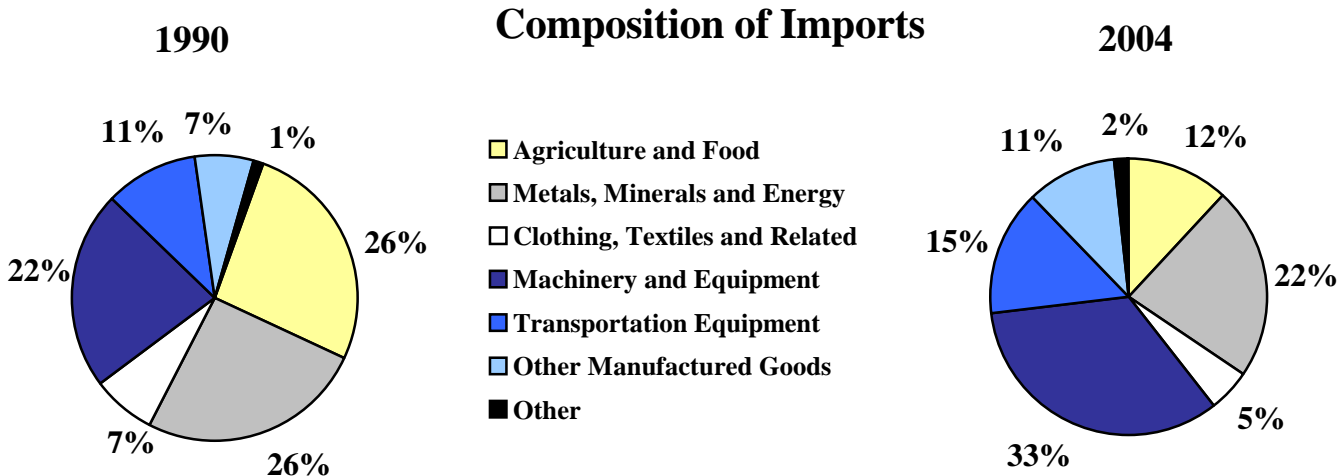 Composition of Imports
1990
2004
11%
7%
1%
26%
22%
7%
26%
Agriculture and Food
Metals, Minerals and Energy
Clothing, Textiles and Related
Machinery and Equipment
Transportation Equipment
Other Manufactured Goods
Other
11%
2%
12%
15%
22%
5%
33%